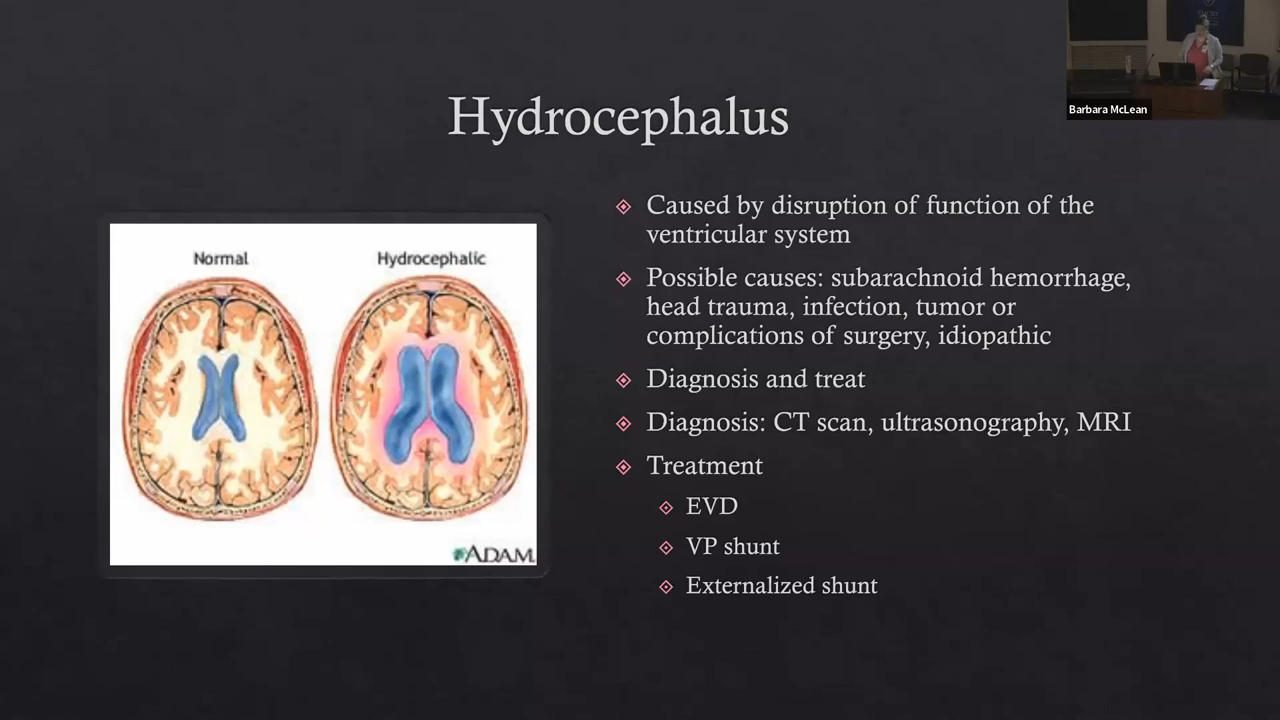 Barbara McLean
Hydrocephalus
Normal
Hydrocephalic
ADAM
Caused by disruption of function of the
ventricular system
Possible causes: subarachnoid hemorrhage,
head trauma, infection, tumor or
complications of surgery, idiopathic
Diagnosis and treat
Diagnosis: CT scan, ultrasonography, MRI
Treatment
EVD
VP shunt
Externalized shunt